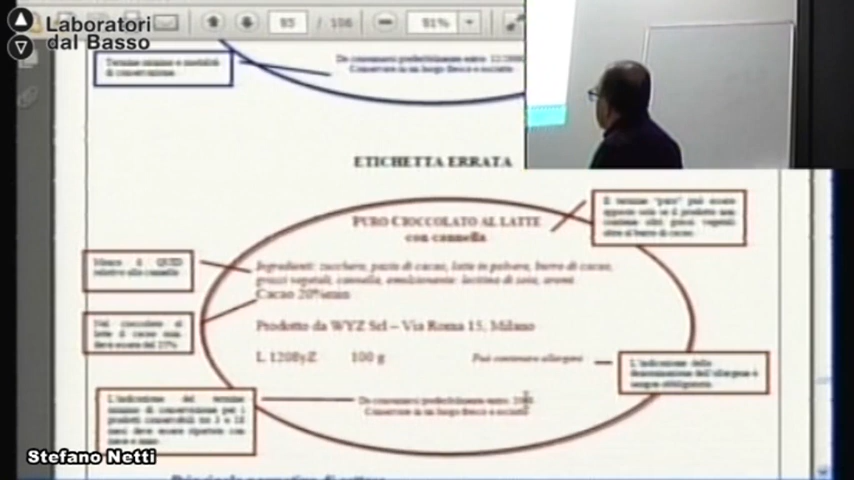 Laboratori
dal Basso
85 / 106
91%
Termine minimo e modalità
di conservazione.
Da consumarsi preferibilmente entro: 12/
Conservare in un luogo fresco e asciutto
ETICHETTA ERRATA
PURO CIOCCOLATO AL LATTE
con cannella
Il termine "puro" può essere
apposto solo se il prodotto non
contiene altri grassi vegetali
oltre al burro di cacao.
Manca il QUID
relativo alla cannella
Ingredienti: zucchero, pasta di cacao, latte in polvere, burro di cacao,
grassi vegetali, cannella, emulsionante: lecitina di soia, aromi.
Cacao 20%min
Nel cioccolato al
latte il cacao min.
deve essere del 25%
Prodotto da WYZ Srl – Via Roma 15, Milano
L 1208yZ 100 g Può contenere allergeni
L'indicazione della
denominazione dell'allergene è
sempre obbligatoria.
L'indicazione del termine
minimo di conservazione per i
prodotti conservabili tra 3 e 18
mesi deve essere riportata con
mese e anno.
Da consumarsi preferibilmente entro:
Conservare in un luogo fresco e asciutto
Stefano Netti